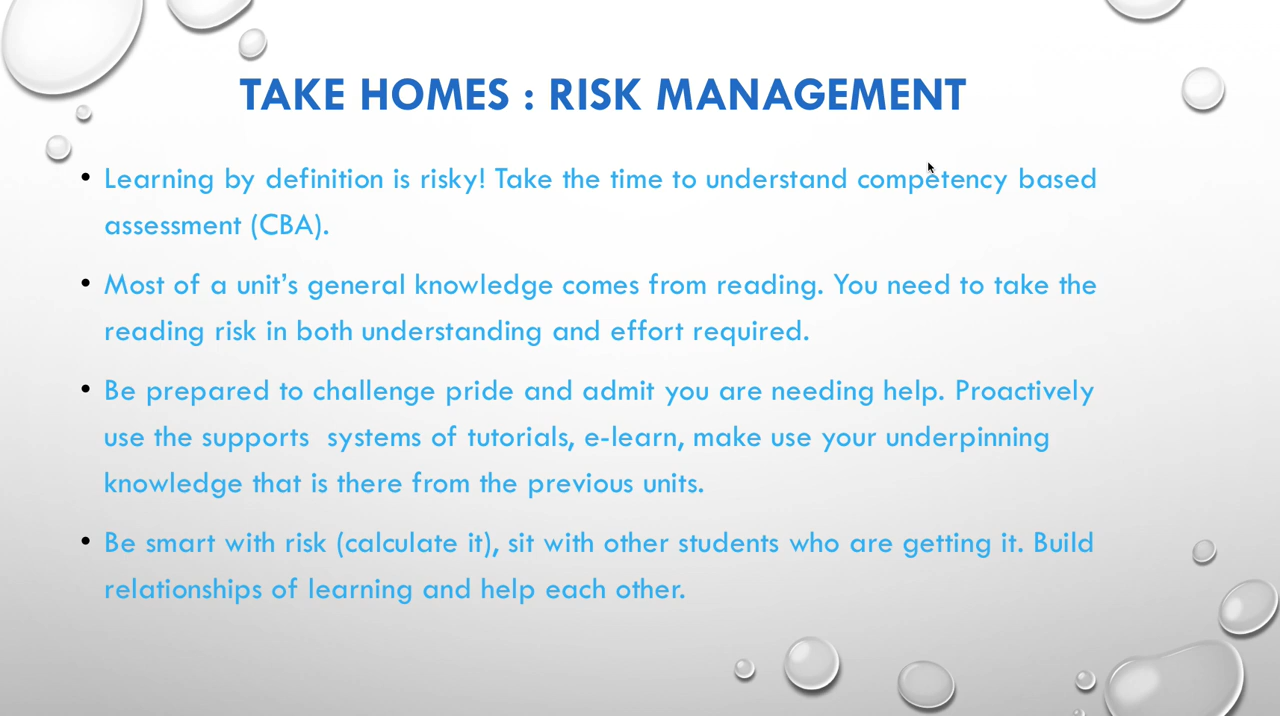 TAKE HOMES : RISK MANAGEMENT
• Learning by definition is risky! Take the time to understand competency based
assessment (CBA).
• Most of a unit’s general knowledge comes from reading. You need to take the
reading risk in both understanding and effort required.
• Be prepared to challenge pride and admit you are needing help. Proactively
use the supports  systems of tutorials, e-learn, make use your underpinning
knowledge that is there from the previous units.
• Be smart with risk (calculate it), sit with other students who are getting it. Build
relationships of learning and help each other.